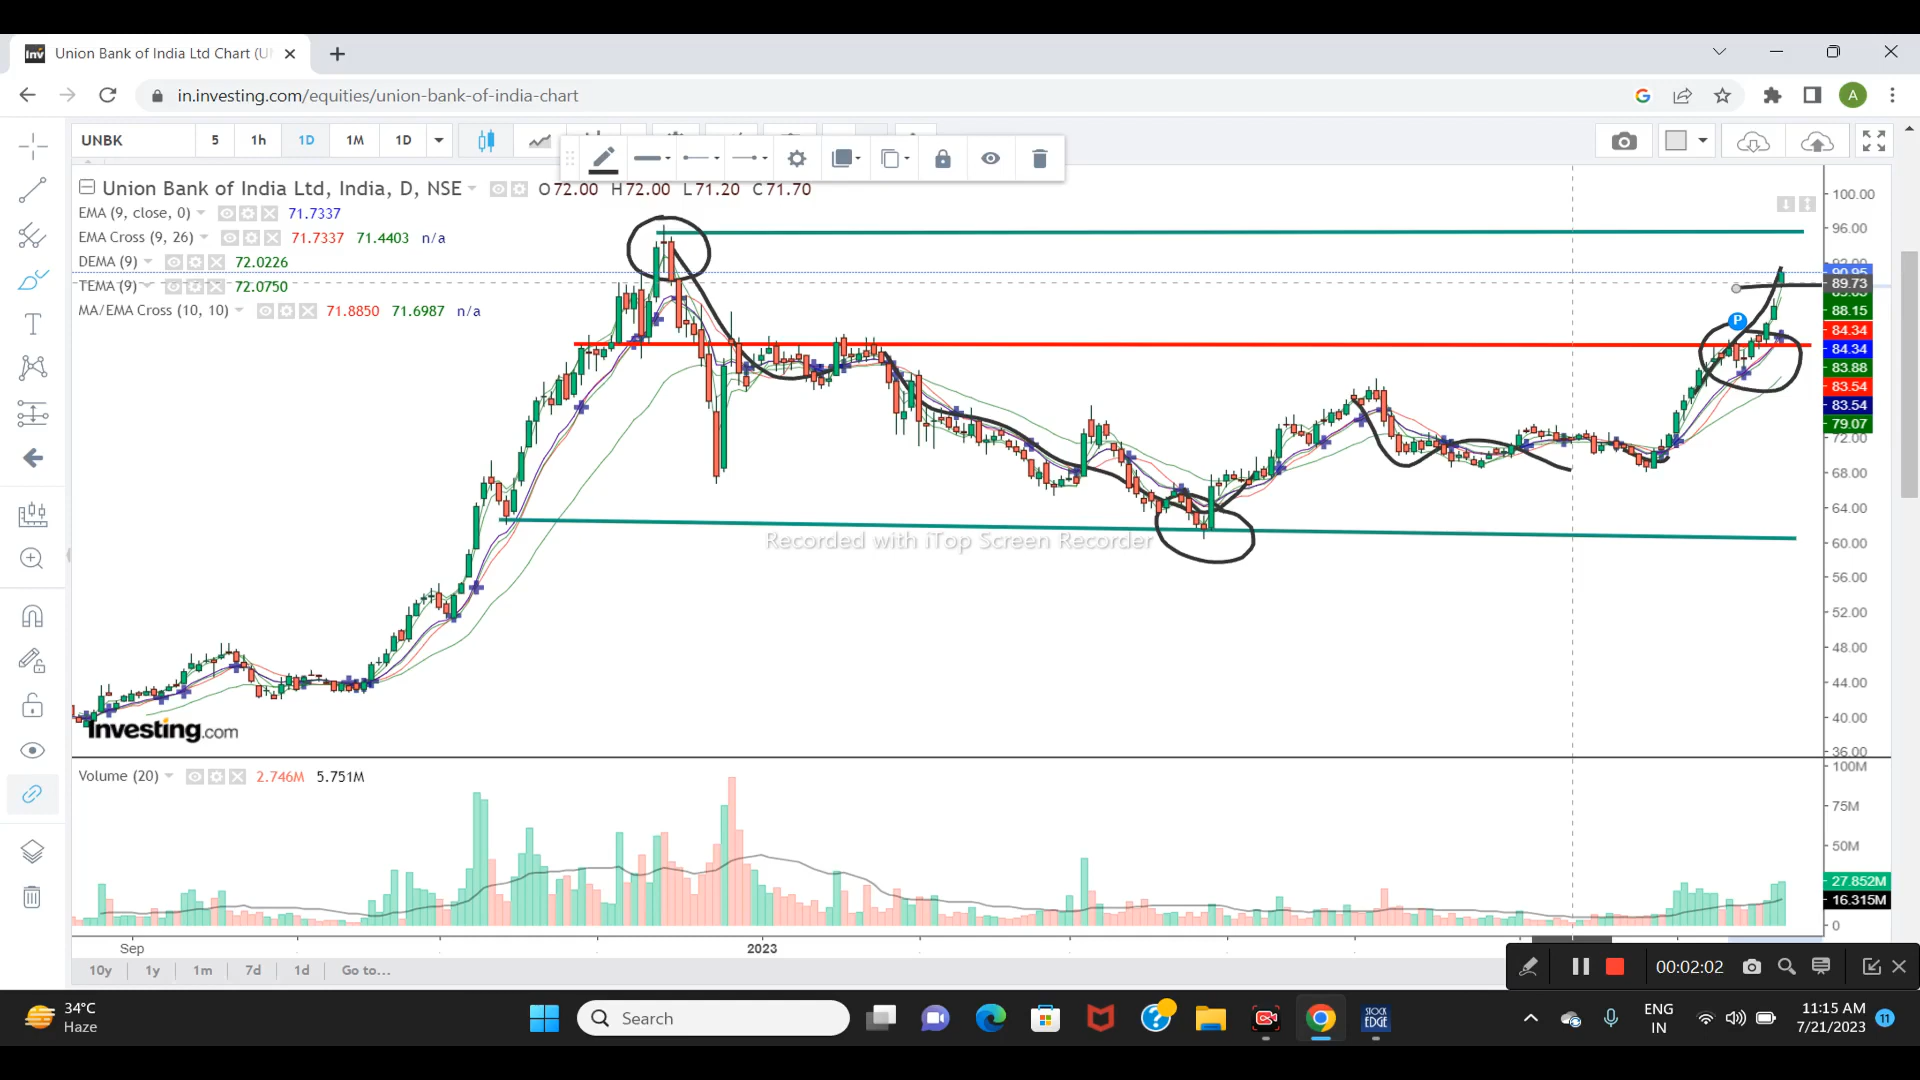 Union Bank of India Ltd Chart (U
in.investing.com/equities/union-bank-of-india-chart
G
A
UNBK 5 1h 1D 1M 1D
Union Bank of India Ltd, India, D, NSE O72.00 H72.00 L71.20 C71.70
EMA (9, close, 0) 71.7337
EMA Cross (9, 26) 71.7337 71.4403 n/a
DEMA (9) 72.0226
TEMA (9) 72.0750
MA/EMA Cross (10, 10) 71.8850 71.6987 n/a
100.00
96.00
92.00
90.95
89.73
88.15
84.34
84.34
83.88
83.54
83.54
79.07
72.00
68.00
64.00
60.00
56.00
52.00
48.00
44.00
40.00
36.00
P
Recorded with iTop Screen Recorder
Investing.com
Volume (20) 2.746M 5.751M
100M
75M
50M
27.852M
16.315M
0
Sep 2023
10y 1y 1m 7d 1d Go to...
00:02:02
34°C
Haze
Search
STOCK
EDGE
ENG
IN
11:15 AM
7/21/2023
11